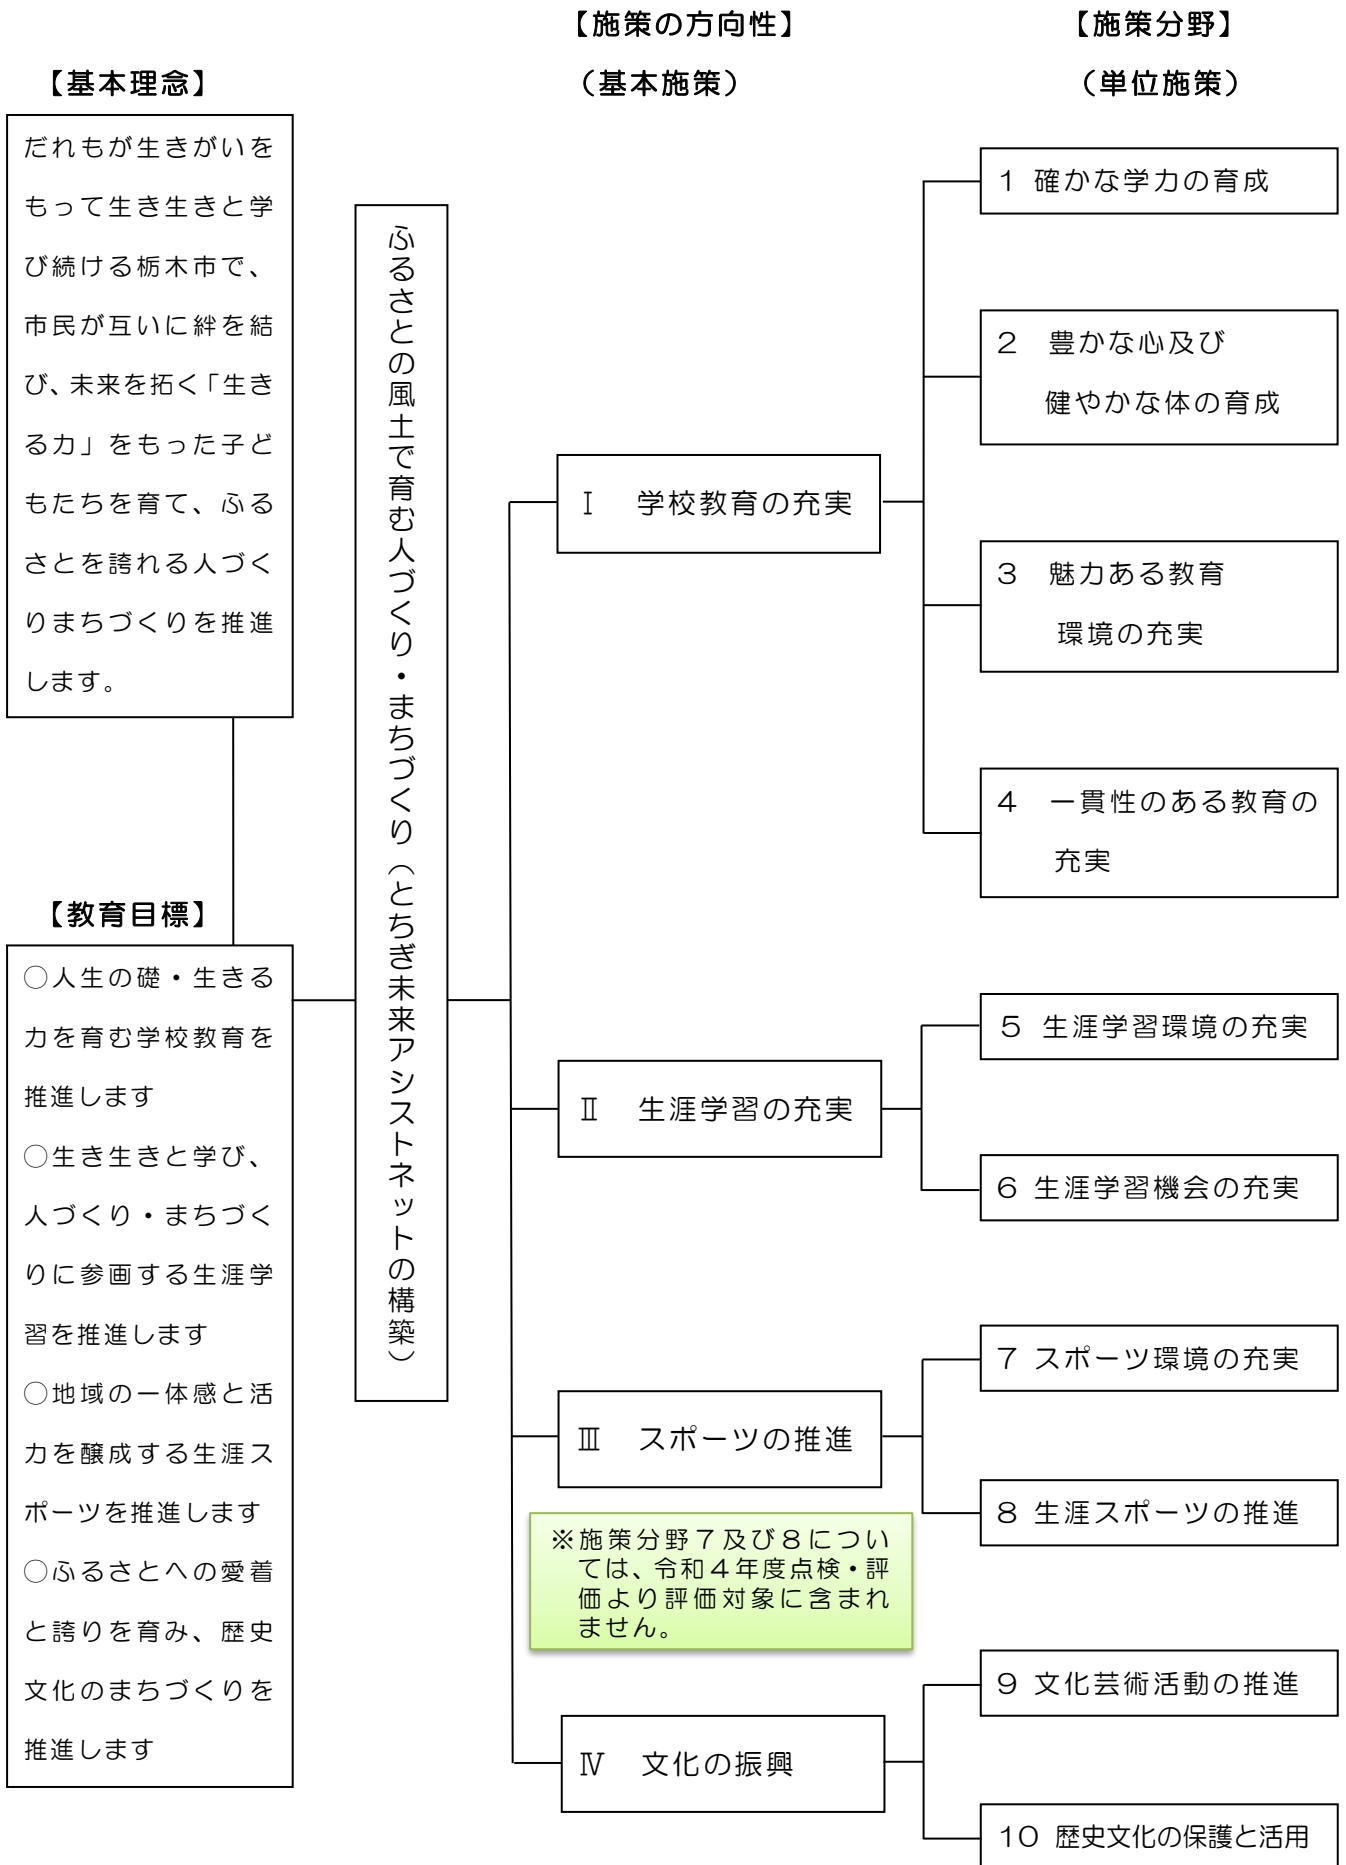 【基本理念】
だれもが生きがいを
もって生き生きと学
び続ける栃木市で、
市民が互いに絆を結
び、未来を拓く「生き
る力」をもった子ど
もたちを育て、ふる
さとを誇れる人づく
りまちづくりを推進
します。
【教育目標】
○人生の礎・生きる
力を育む学校教育を
推進します
○生き生きと学び、
人づくり・まちづく
りに参画する生涯学
習を推進します
○地域の一体感と活
力を醸成する生涯ス
ポーツを推進します
○ふるさとへの愛着
と誇りを育み、歴史
文化のまちづくりを
推進します
ふるさとの風土で育む人づくり・まちづくり（とちぎ未来アシストネットの構築）
【施策の方向性】
（基本施策）
Ⅰ 学校教育の充実
Ⅱ 生涯学習の充実
Ⅲ スポーツの推進
※施策分野７及び８につい
ては、令和４年度点検・評
価より評価対象に含まれ
ません。
Ⅳ 文化の振興
【施策分野】
（単位施策）
１ 確かな学力の育成
２ 豊かな心及び
健やかな体の育成
３ 魅力ある教育
環境の充実
４ 一貫性のある教育の
充実
５ 生涯学習環境の充実
６ 生涯学習機会の充実
７ スポーツ環境の充実
８ 生涯スポーツの推進
９ 文化芸術活動の推進
１０ 歴史文化の保護と活用